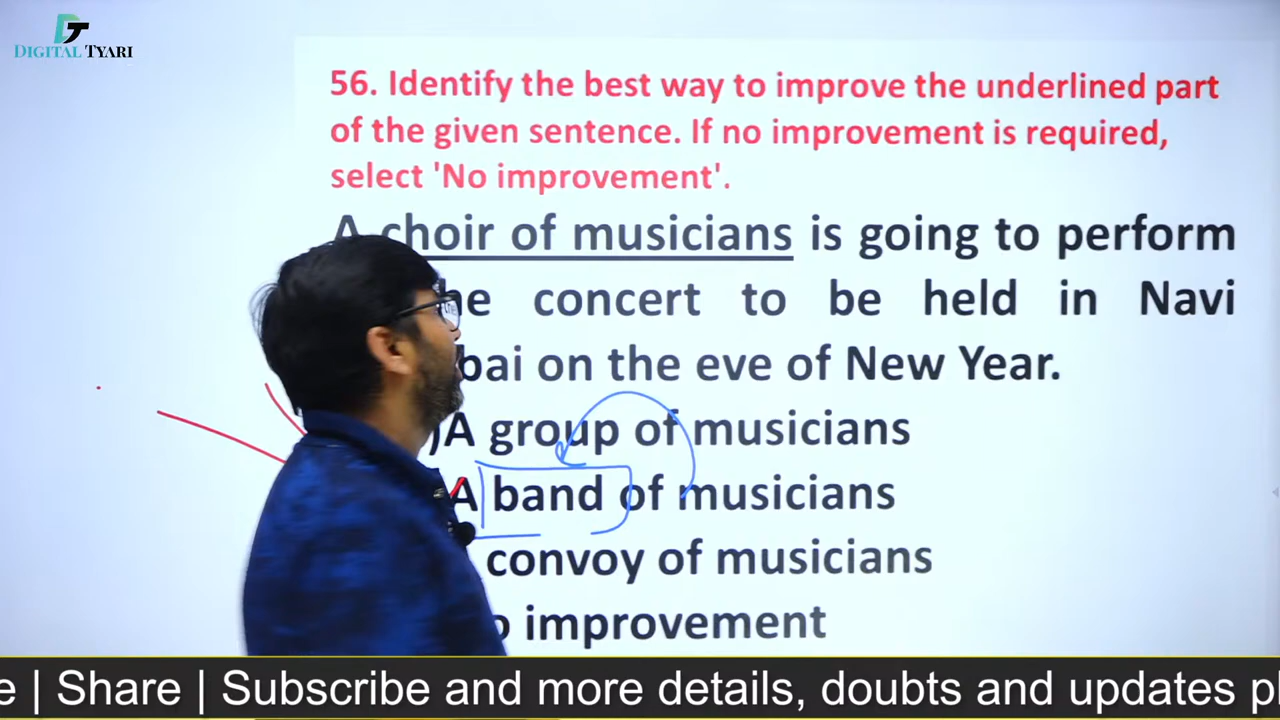 DIGITAL TYARI
56. Identify the best way to improve the underlined part
of the given sentence. If no improvement is required,
select 'No improvement'.
A choir of musicians is going to perform
he concert to be held in Navi
bai on the eve of New Year.
)A group of musicians
A band of musicians
convoy of musicians
o improvement
e | Share | Subscribe and more details, doubts and updates pl